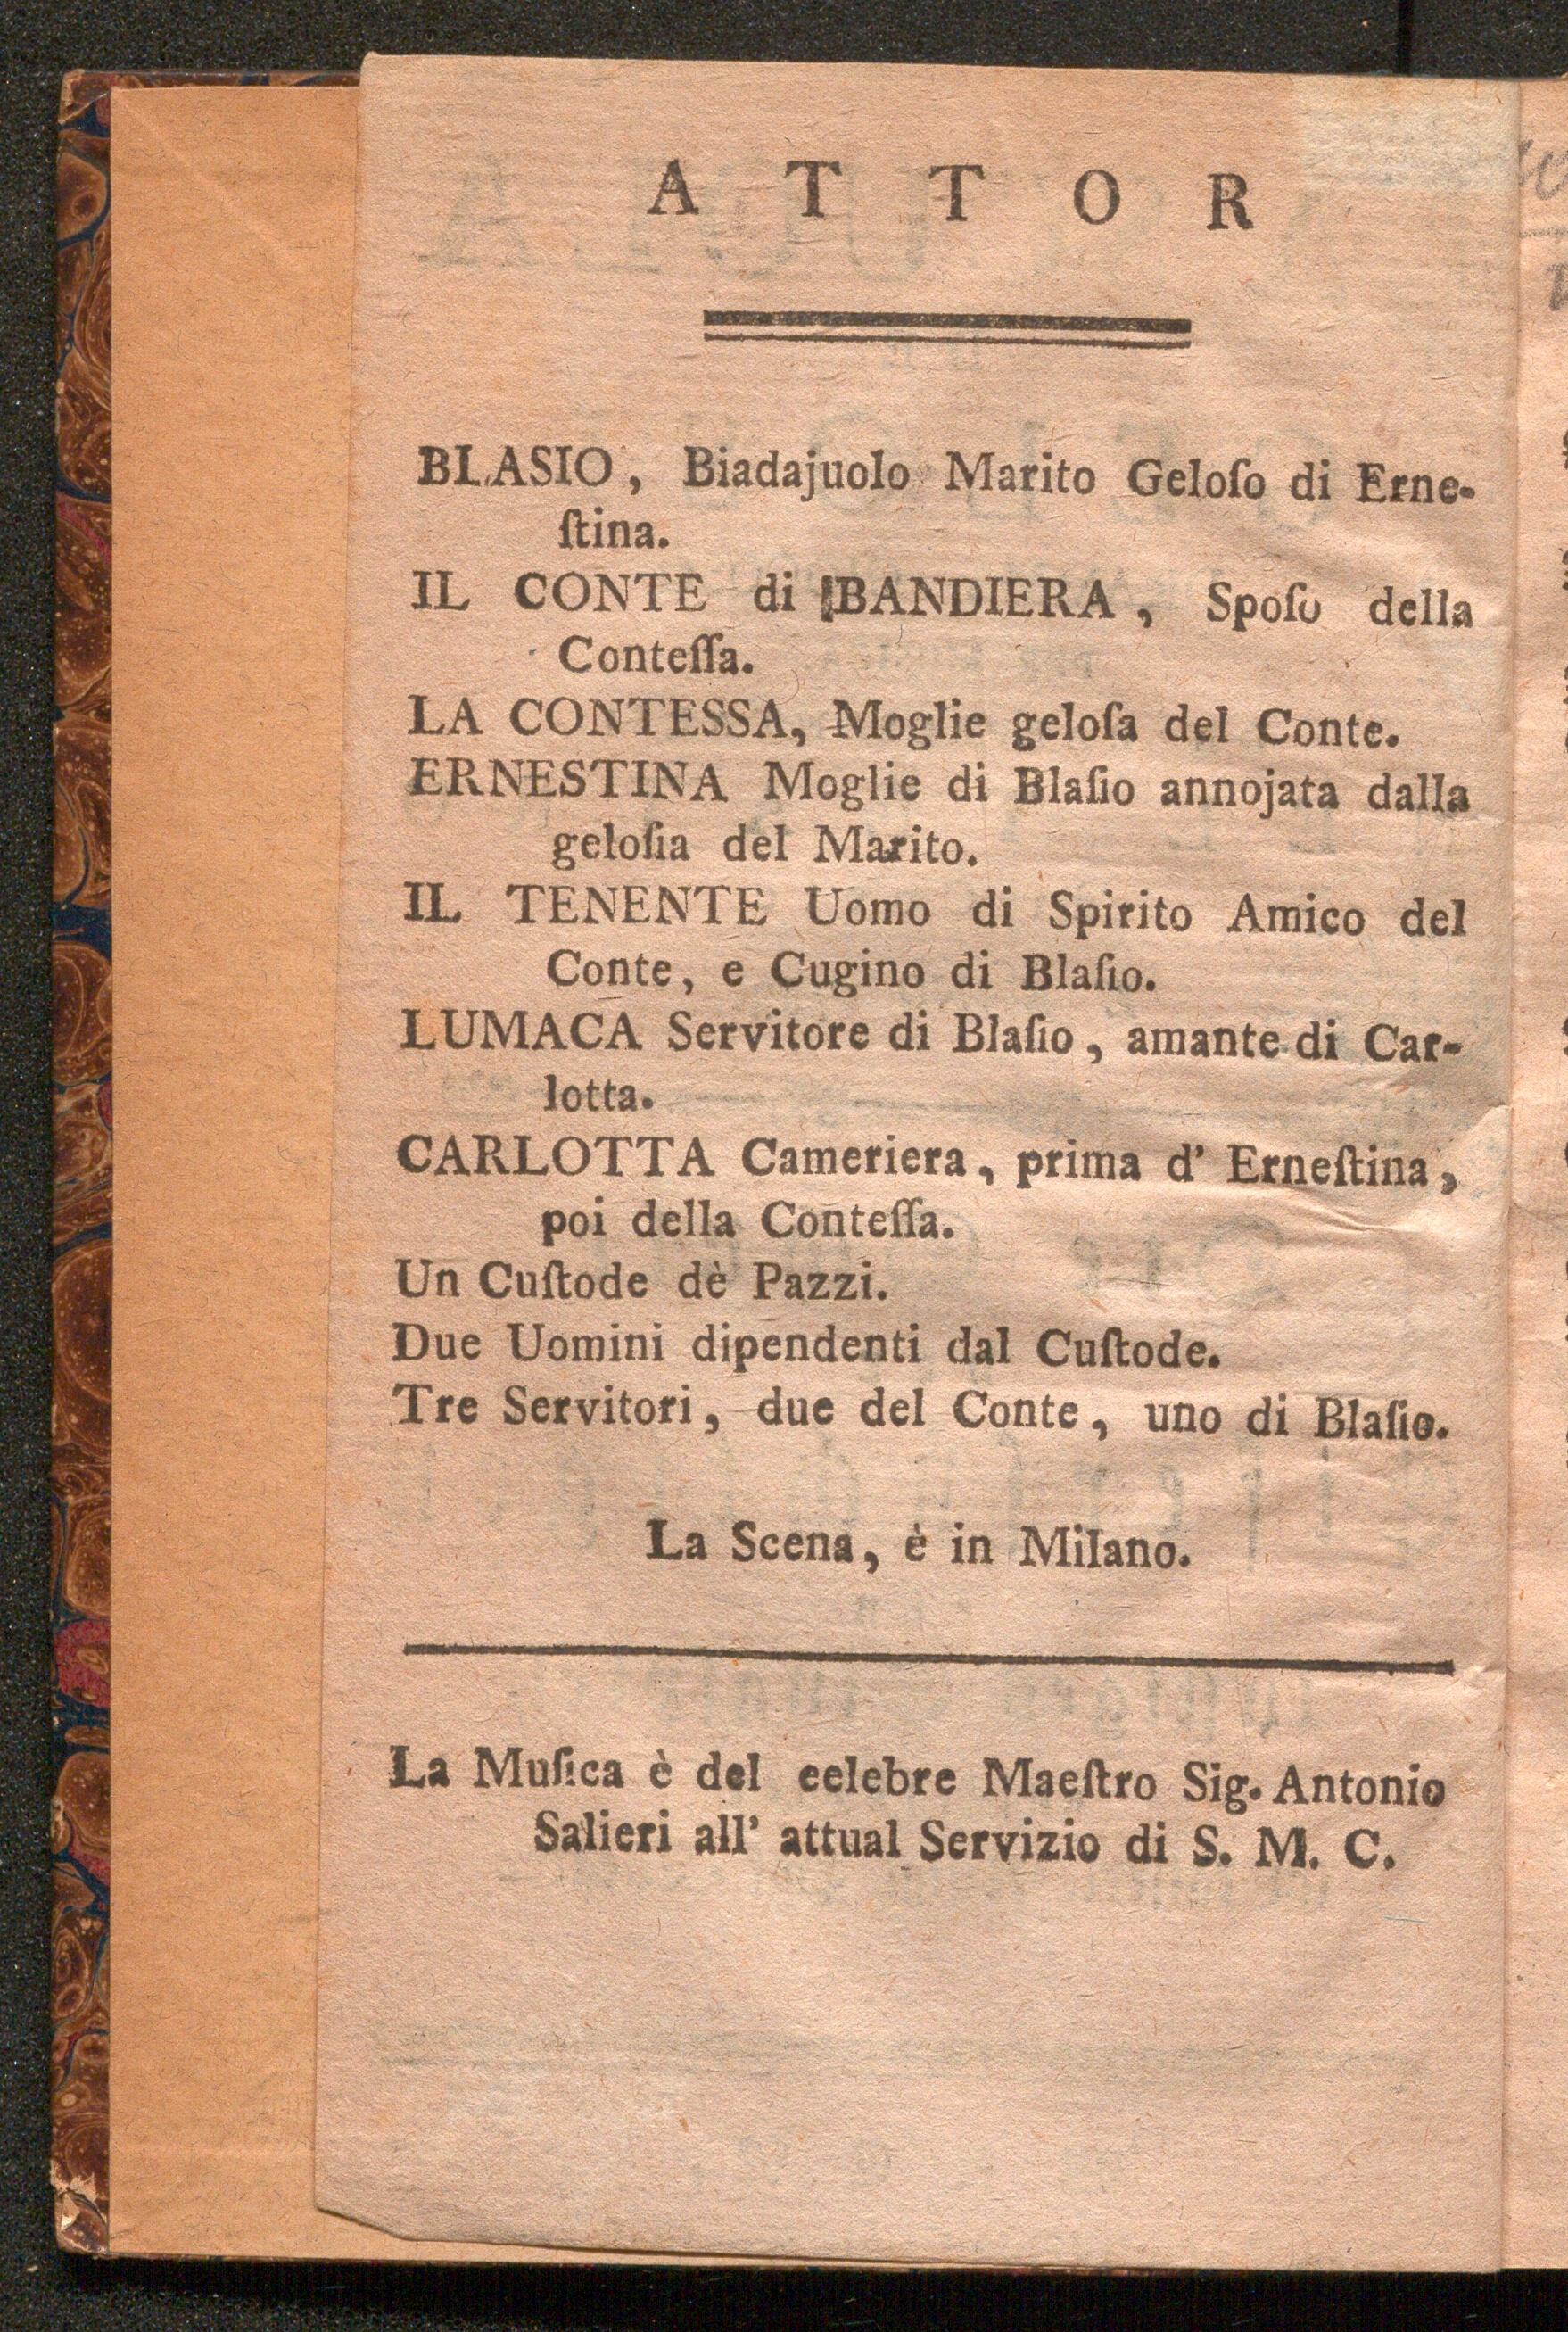 A T T O R
BLASIO, Biadajuolo Marito Geloſo di Erne-
ſtina.
IL CONTE di BANDIERA, Spoſo della
Conteſſa.
LA CONTESSA, Moglie geloſa del Conte.
ERNESTINA Moglie di Blaſio annojata dalla
geloſia del Marito.
IL TENENTE Uomo di Spirito Amico del
Conte, e Cugino di Blaſio.
LUMACA Servitore di Blaſio, amante di Car-
lotta.
CARLOTTA Cameriera, prima d' Erneſtina,
poi della Conteſſa.
Un Cuſtode dè Pazzi.
Due Uomini dipendenti dal Cuſtode.
Tre Servitori, due del Conte, uno di Blaſio.
La Scena, è in Milano.
La Muſica è del eelebre Maeſtro Sig. Antonio
Salieri all' attual Servizio di S. M. C.